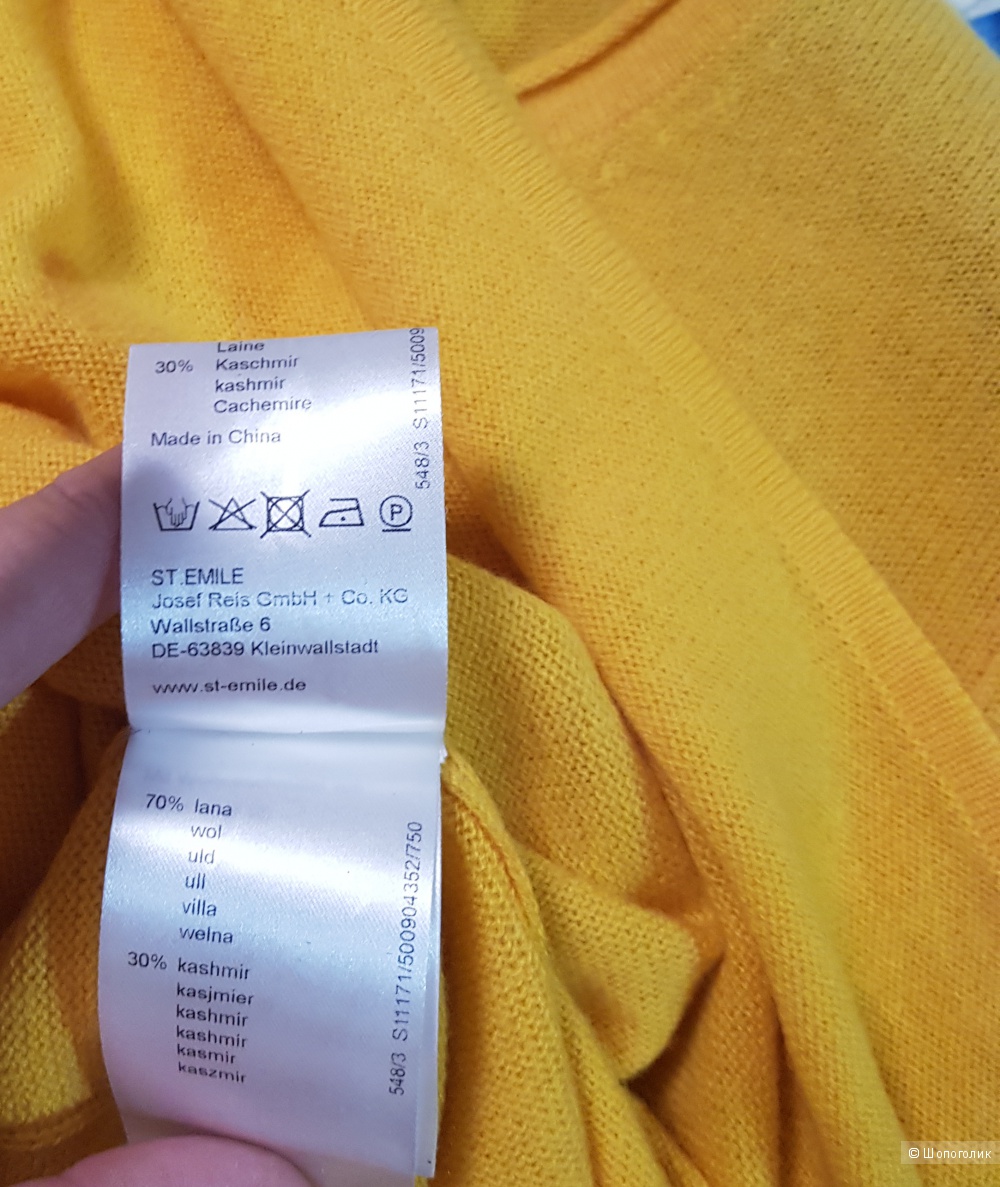 Laine
30% Kaschmir
kashmir
Cachemire
Made in China
548/3 S11171/5009
P
ST.EMILE
Josef Reis GmbH + Co. KG
Wallstraße 6
DE-63839 Kleinwallstadt
www.st-emile.de
70% lana
wol
uld
ull
villa
welna
30% kashmir
kasjmier
kashmir
kashmir
kasmir
kaszmir
548/3 S11171/500904352/750
© Шопоголик